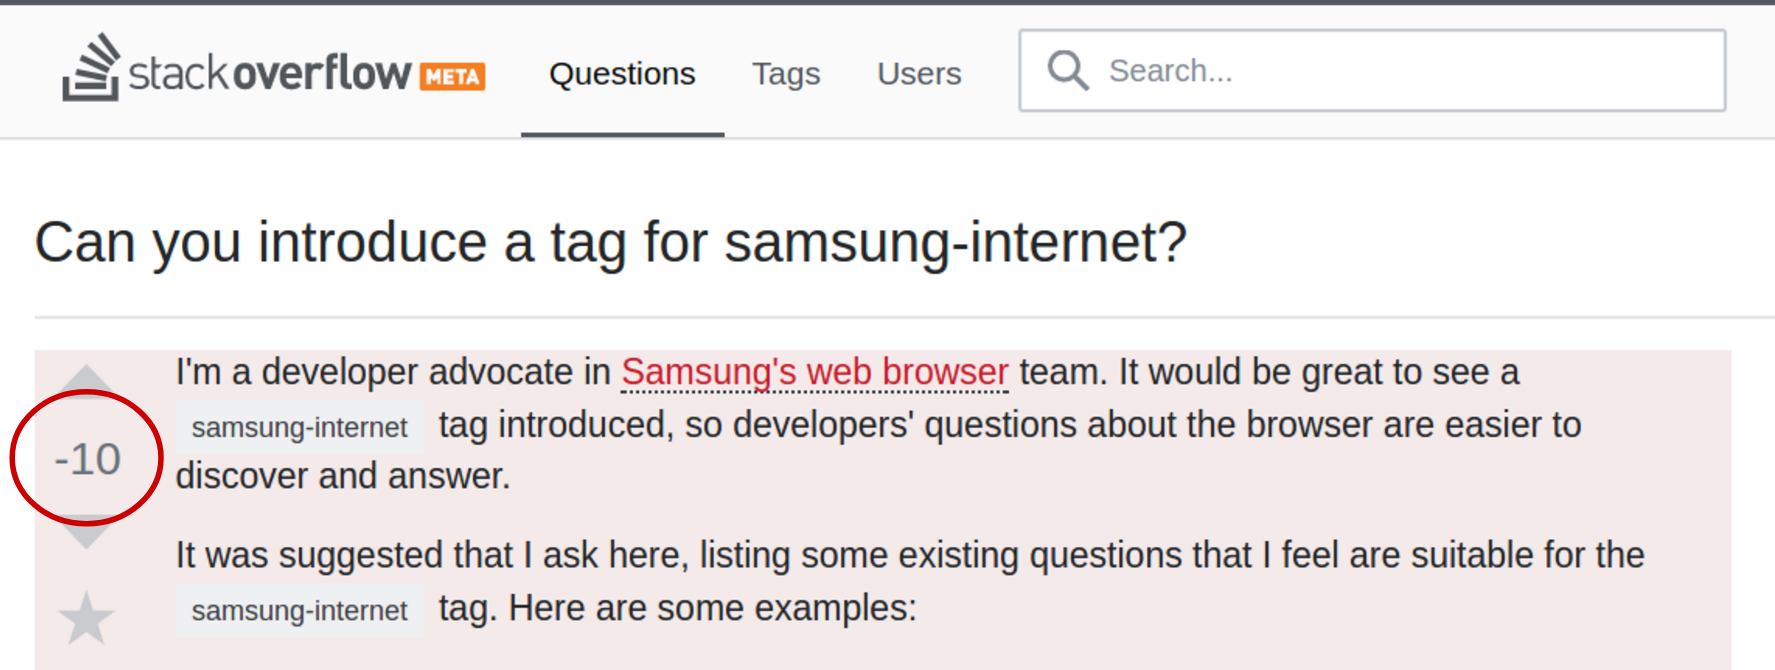 stackoverflow META Questions Tags Users Search...
Can you introduce a tag for samsung-internet?
I'm a developer advocate in Samsung's web browser team. It would be great to see a
samsung-internet tag introduced, so developers' questions about the browser are easier to
-10
discover and answer.
It was suggested that I ask here, listing some existing questions that I feel are suitable for the
samsung-internet tag. Here are some examples: